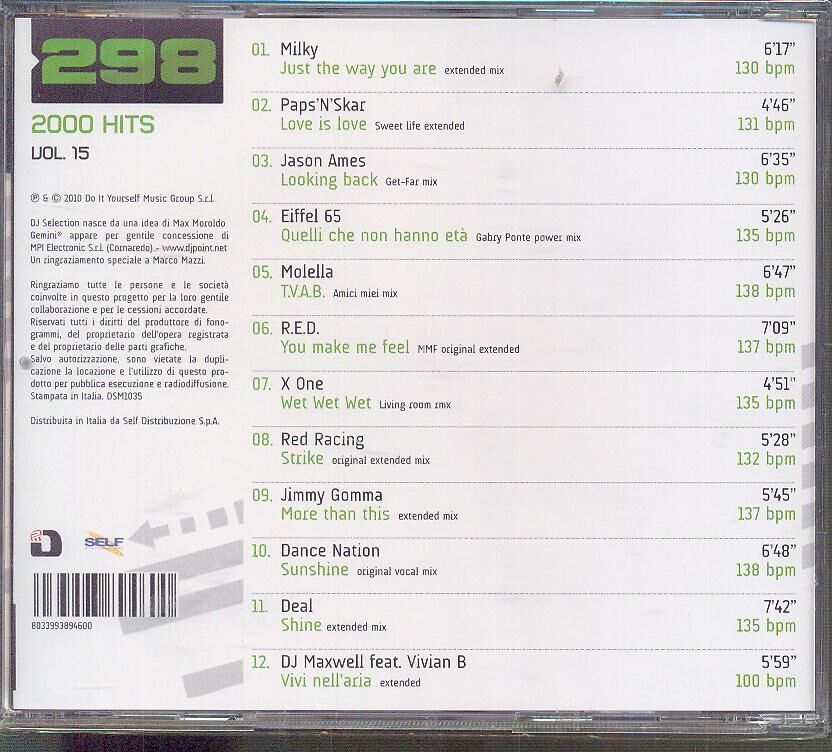 298
2000 HITS
VOL. 15
℗ & © 2010 Do It Yourself Music Group S.r.l.
DJ Selection nasce da una idea di Max Moroldo
Gemini® appare per gentile concessione di
MPI Electronic S.r.l. (Cornaredo) - www.djpoint.net
Un ringraziamento speciale a Marco Mazzi.
Ringraziamo tutte le persone e le società
coinvolte in questo progetto per la loro gentile
collaborazione e per le cessioni accordate.
Riservati tutti i diritti del produttore di fono-
grammi, del proprietario dell'opera registrata
e del proprietario delle parti grafiche.
Salvo autorizzazione, sono vietate la dupli-
cazione la locazione e l'utilizzo di questo pro-
dotto per pubblica esecuzione e radiodiffusione.
Stampata in Italia. DSM1035
Distribuita in Italia da Self Distribuzione S.p.A.
SELF
8033993894600
01. Milky 6'17"
Just the way you are extended mix 130 bpm
02. Paps'N'Skar 4'46"
Love is love Sweet life extended 131 bpm
03. Jason Ames 6'35"
Looking back Get-Far mix 130 bpm
04. Eiffel 65 5'26"
Quelli che non hanno età Gabry Ponte power mix 135 bpm
05. Molella 6'47"
T.V.A.B. Amici miei mix 138 bpm
06. R.E.D. 7'09"
You make me feel MMF original extended 137 bpm
07. X One 4'51"
Wet Wet Wet Living room rmx 135 bpm
08. Red Racing 5'28"
Strike original extended mix 132 bpm
09. Jimmy Gomma 5'45"
More than this extended mix 137 bpm
10. Dance Nation 6'48"
Sunshine original vocal mix 138 bpm
11. Deal 7'42"
Shine extended mix 135 bpm
12. DJ Maxwell feat. Vivian B 5'59"
Vivi nell'aria extended 100 bpm